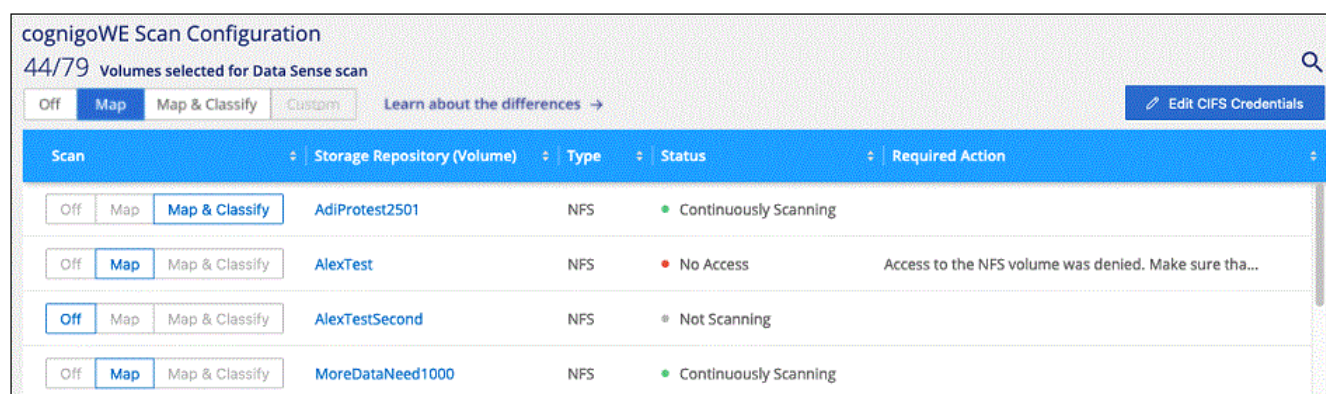 cognigoWE Scan Configuration
44/79 Volumes selected for Data Sense scan
Off Map Map & Classify Custom Learn about the differences → Edit CIFS Credentials
Scan Storage Repository (Volume) Type Status Required Action
Off Map Map & Classify AdiProtest2501 NFS Continuously Scanning
Off Map Map & Classify AlexTest NFS No Access Access to the NFS volume was denied. Make sure tha...
Off Map Map & Classify AlexTestSecond NFS Not Scanning
Off Map Map & Classify MoreDataNeed1000 NFS Continuously Scanning